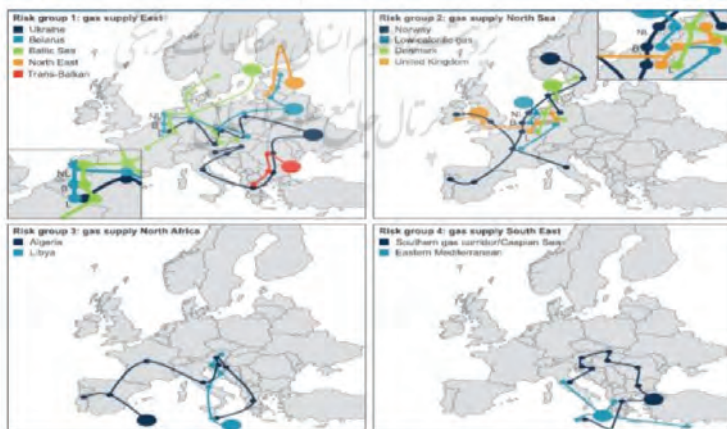 Risk group 1: gas supply East
Ukraine
Belarus
Baltic Sea
North East
Trans-Balkan
NL
B
NL
B
L
Risk group 2: gas supply North Sea
Norway
Low-calorific gas
Denmark
United Kingdom
NL
B
NL
B
L
Risk group 3: gas supply North Africa
Algeria
Libya
Risk group 4: gas supply South East
Southern gas corridor/Caspian Sea
Eastern Mediterranean